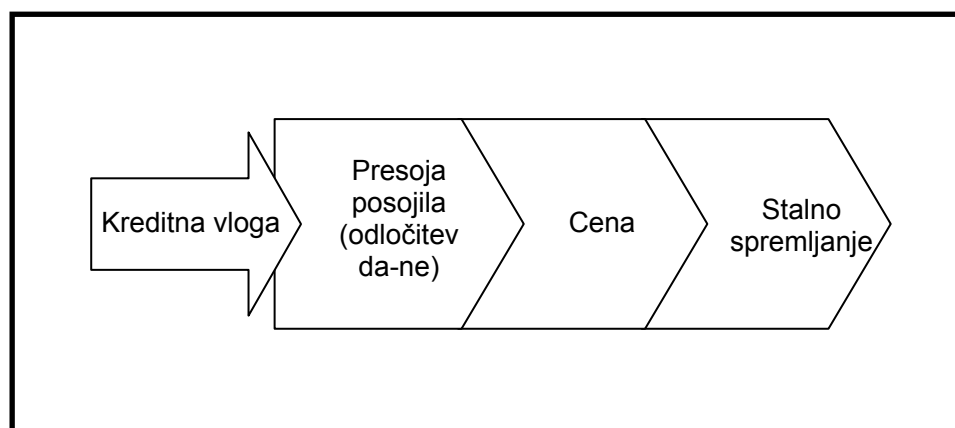 Kreditna vloga
Presoja
posojila
(odločitev
da-ne)
Cena
Stalno
spremljanje